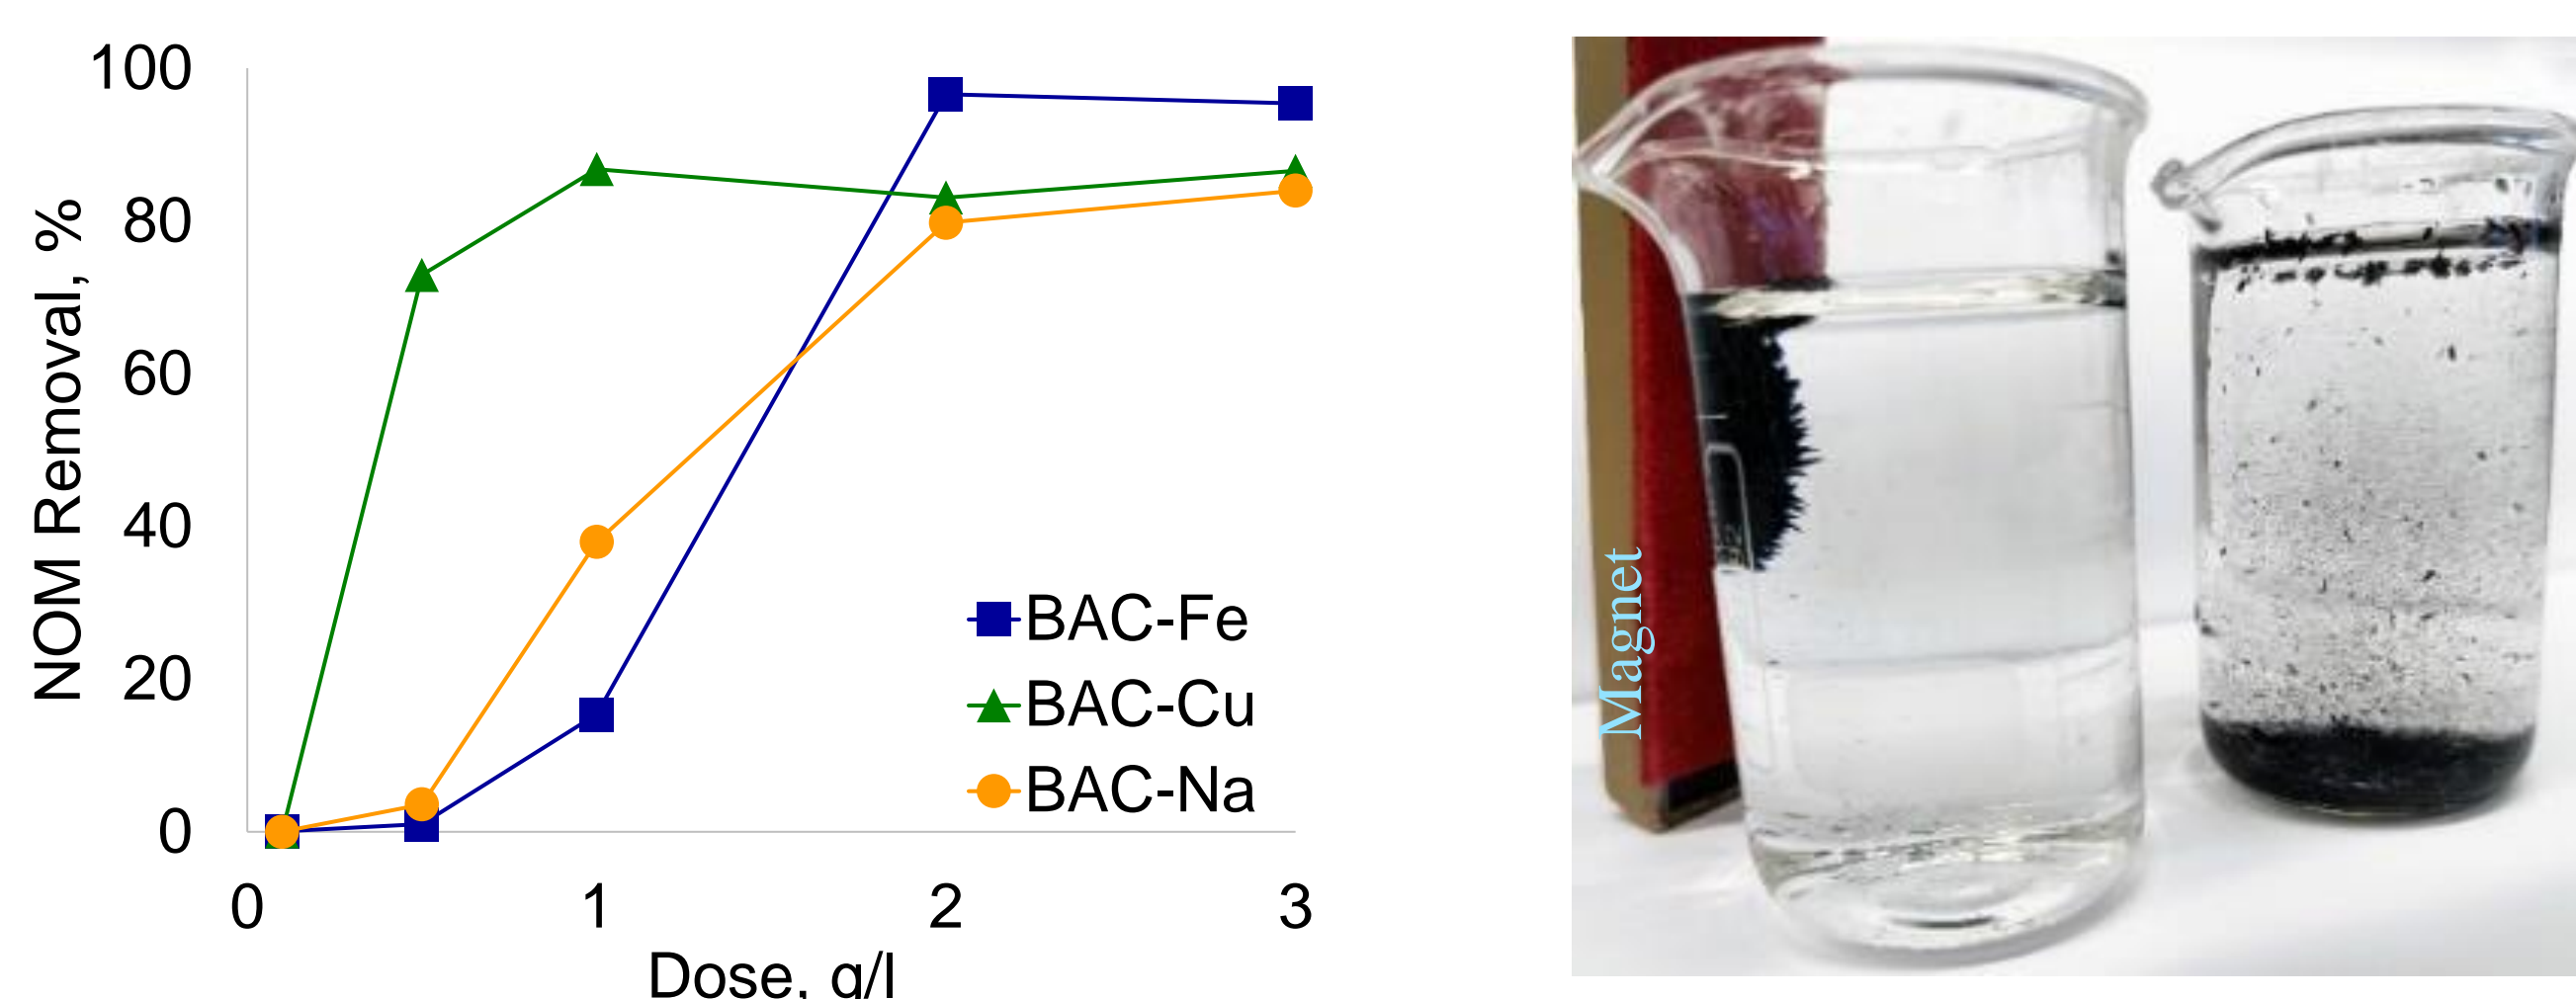 NOM Removal, %
100
80
60
40
20
0
0 1 2 3
Dose, g/l
BAC-Fe
BAC-Cu
BAC-Na
Magnet